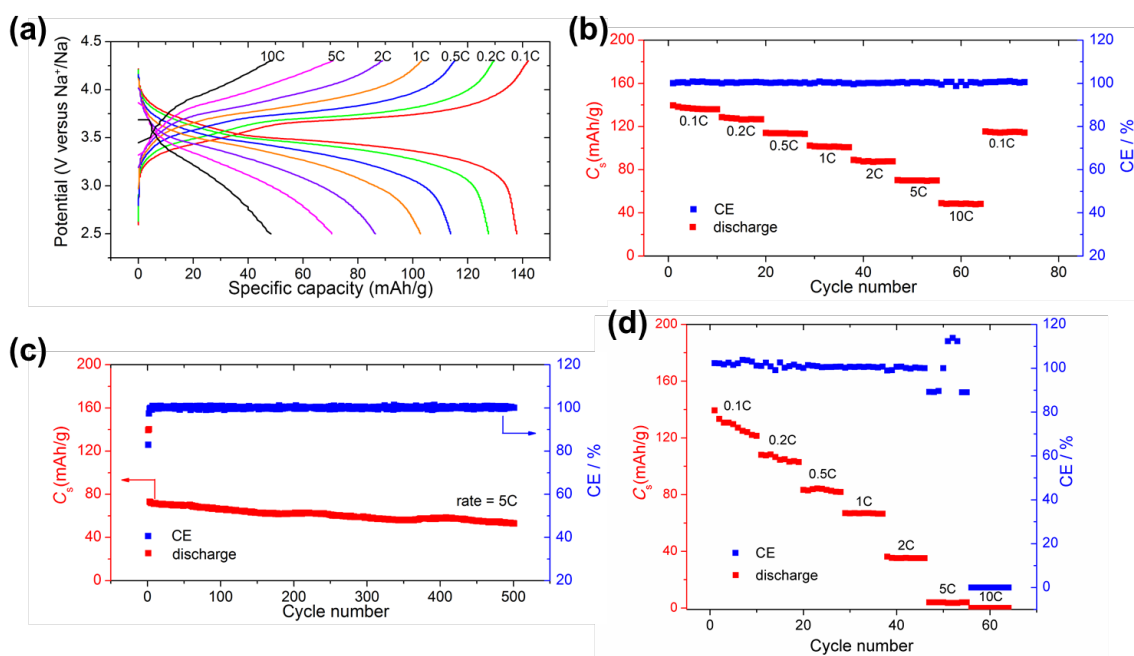 (a)
10C 5C 2C 1C 0.5C 0.2C 0.1C
4.5
4.0
3.5
3.0
2.5
Potential (V versus Na⁺/Na)
0 20 40 60 80 100 120 140
Specific capacity (mAh/g)
(b)
200
160
120
80
40
0
Cₛ(mAh/g)
0.1C
0.2C
0.5C
1C
2C
5C
10C
0.1C
CE
discharge
120
100
80
60
40
20
CE / %
0 20 40 60 80
Cycle number
(c)
200
160
120
80
40
0
Cₛ(mAh/g)
rate = 5C
CE
discharge
120
100
80
60
40
20
CE / %
0 100 200 300 400 500
Cycle number
(d)
200
160
120
80
40
0
Cₛ(mAh/g)
0.1C
0.2C
0.5C
1C
2C
5C
10C
CE
discharge
120
100
80
60
40
20
0
CE / %
0 20 40 60
Cycle number